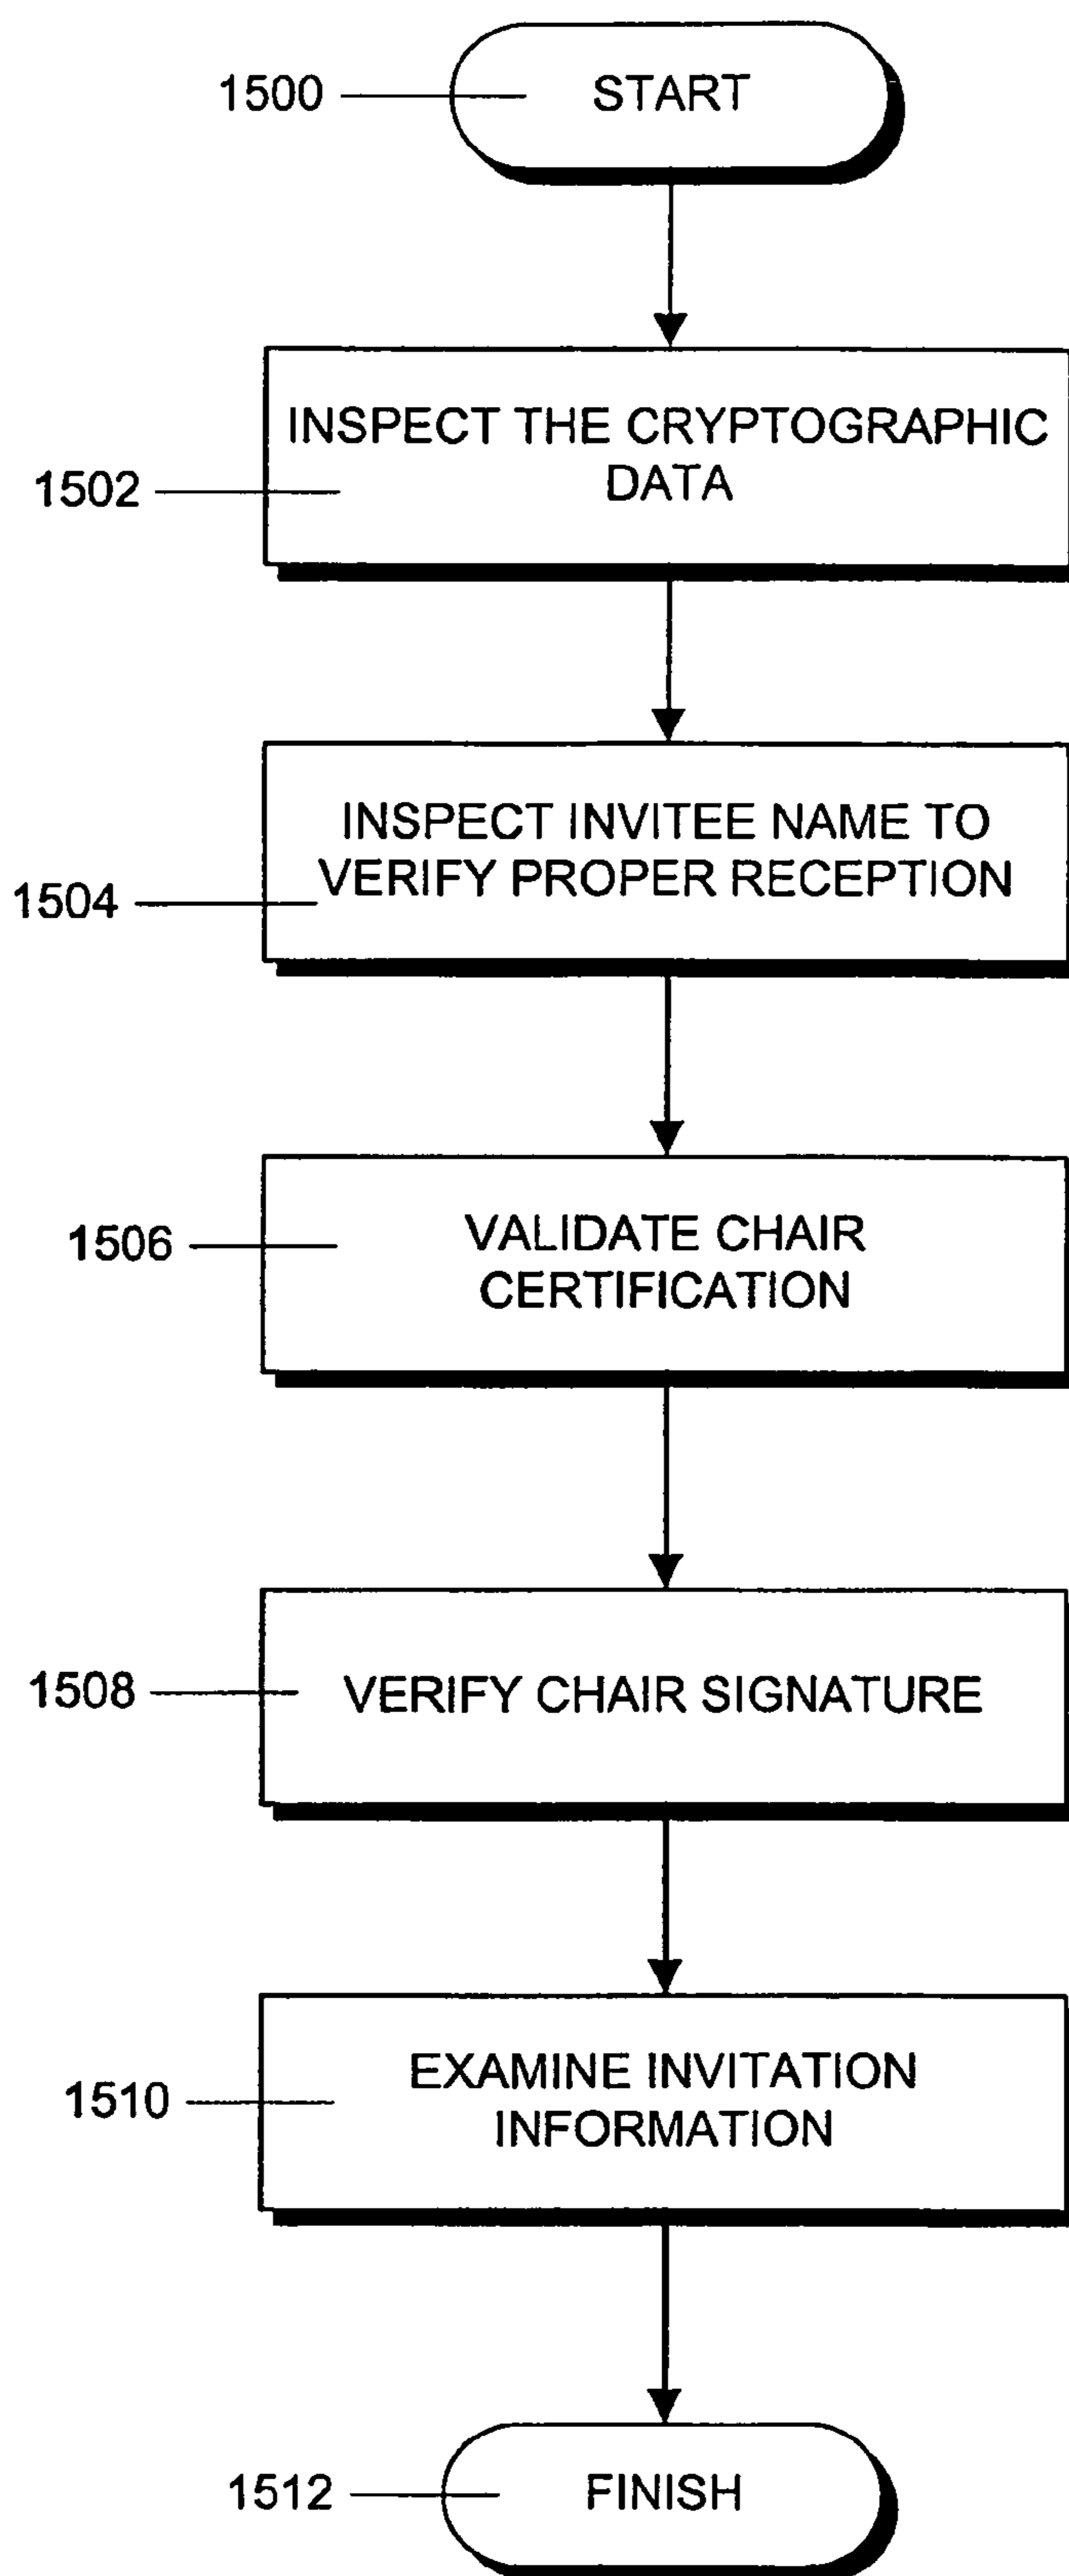 1500
START
1502
INSPECT THE CRYPTOGRAPHIC
DATA
1504
INSPECT INVITEE NAME TO
VERIFY PROPER RECEPTION
1506
VALIDATE CHAIR
CERTIFICATION
1508
VERIFY CHAIR SIGNATURE
1510
EXAMINE INVITATION
INFORMATION
1512
FINISH